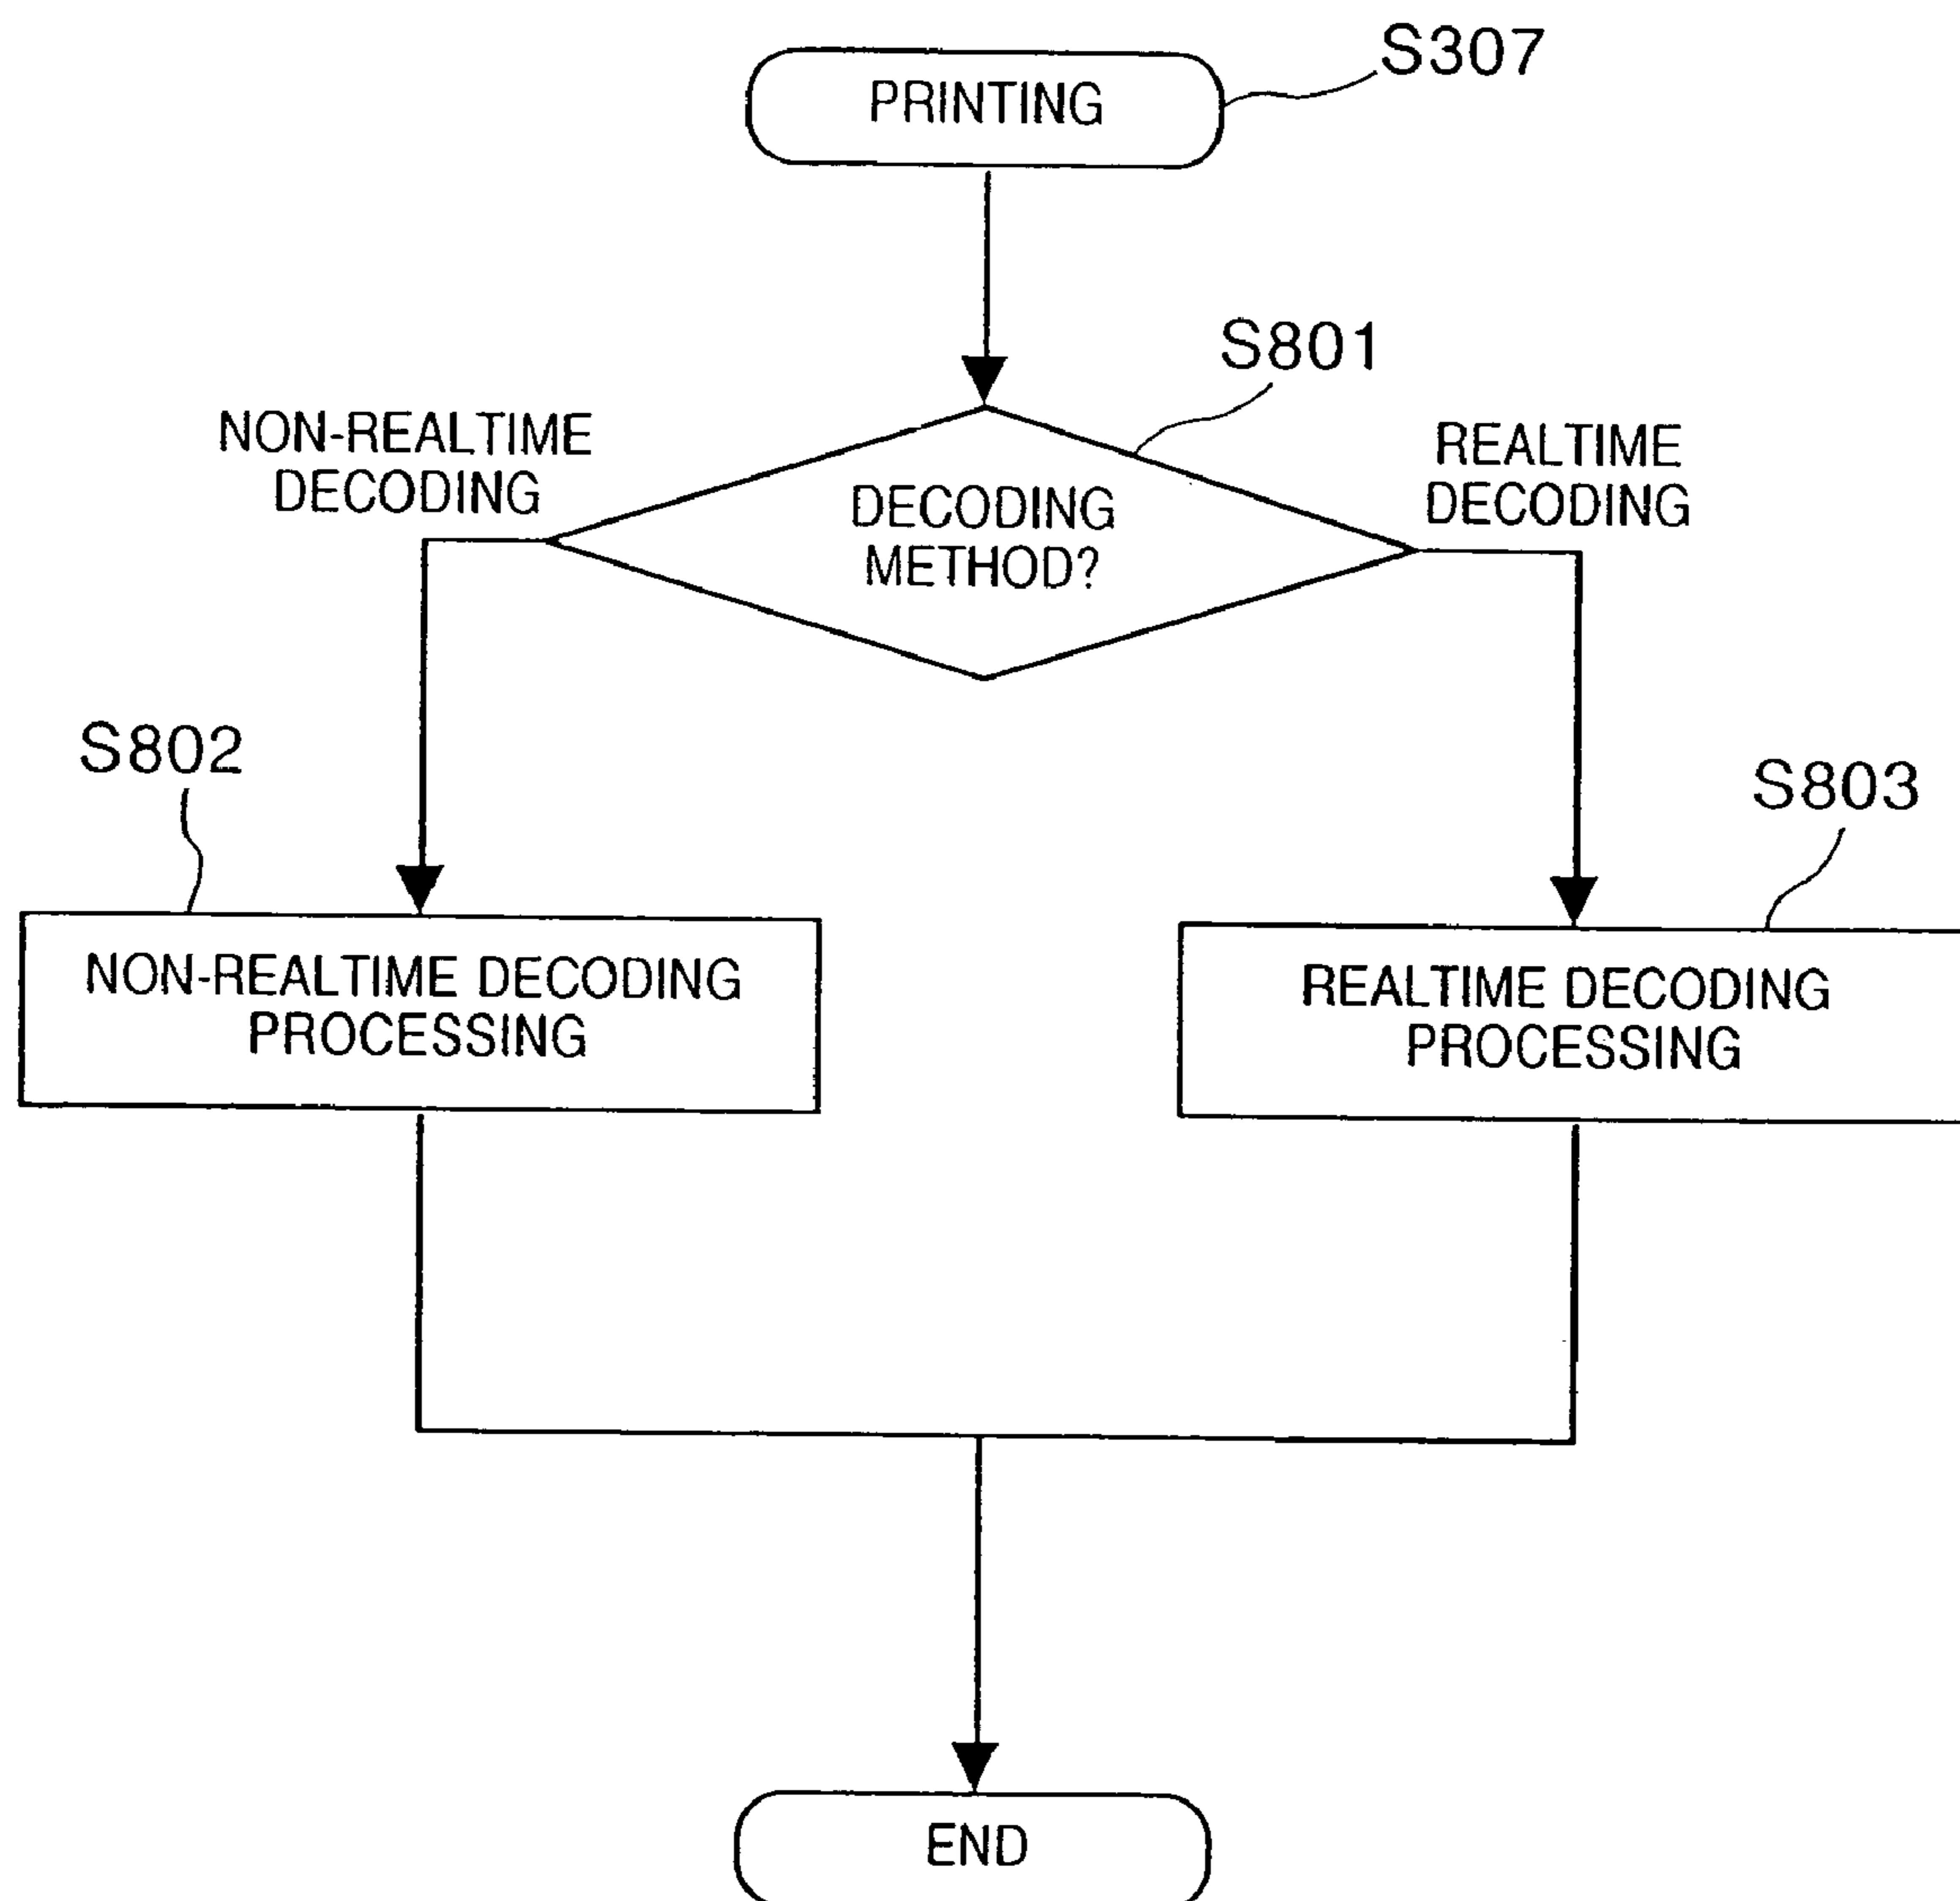 S307
PRINTING
S801
NON-REALTIME
DECODING
REALTIME
DECODING
DECODING
METHOD?
S802
S803
NON-REALTIME DECODING
PROCESSING
REALTIME DECODING
PROCESSING
END